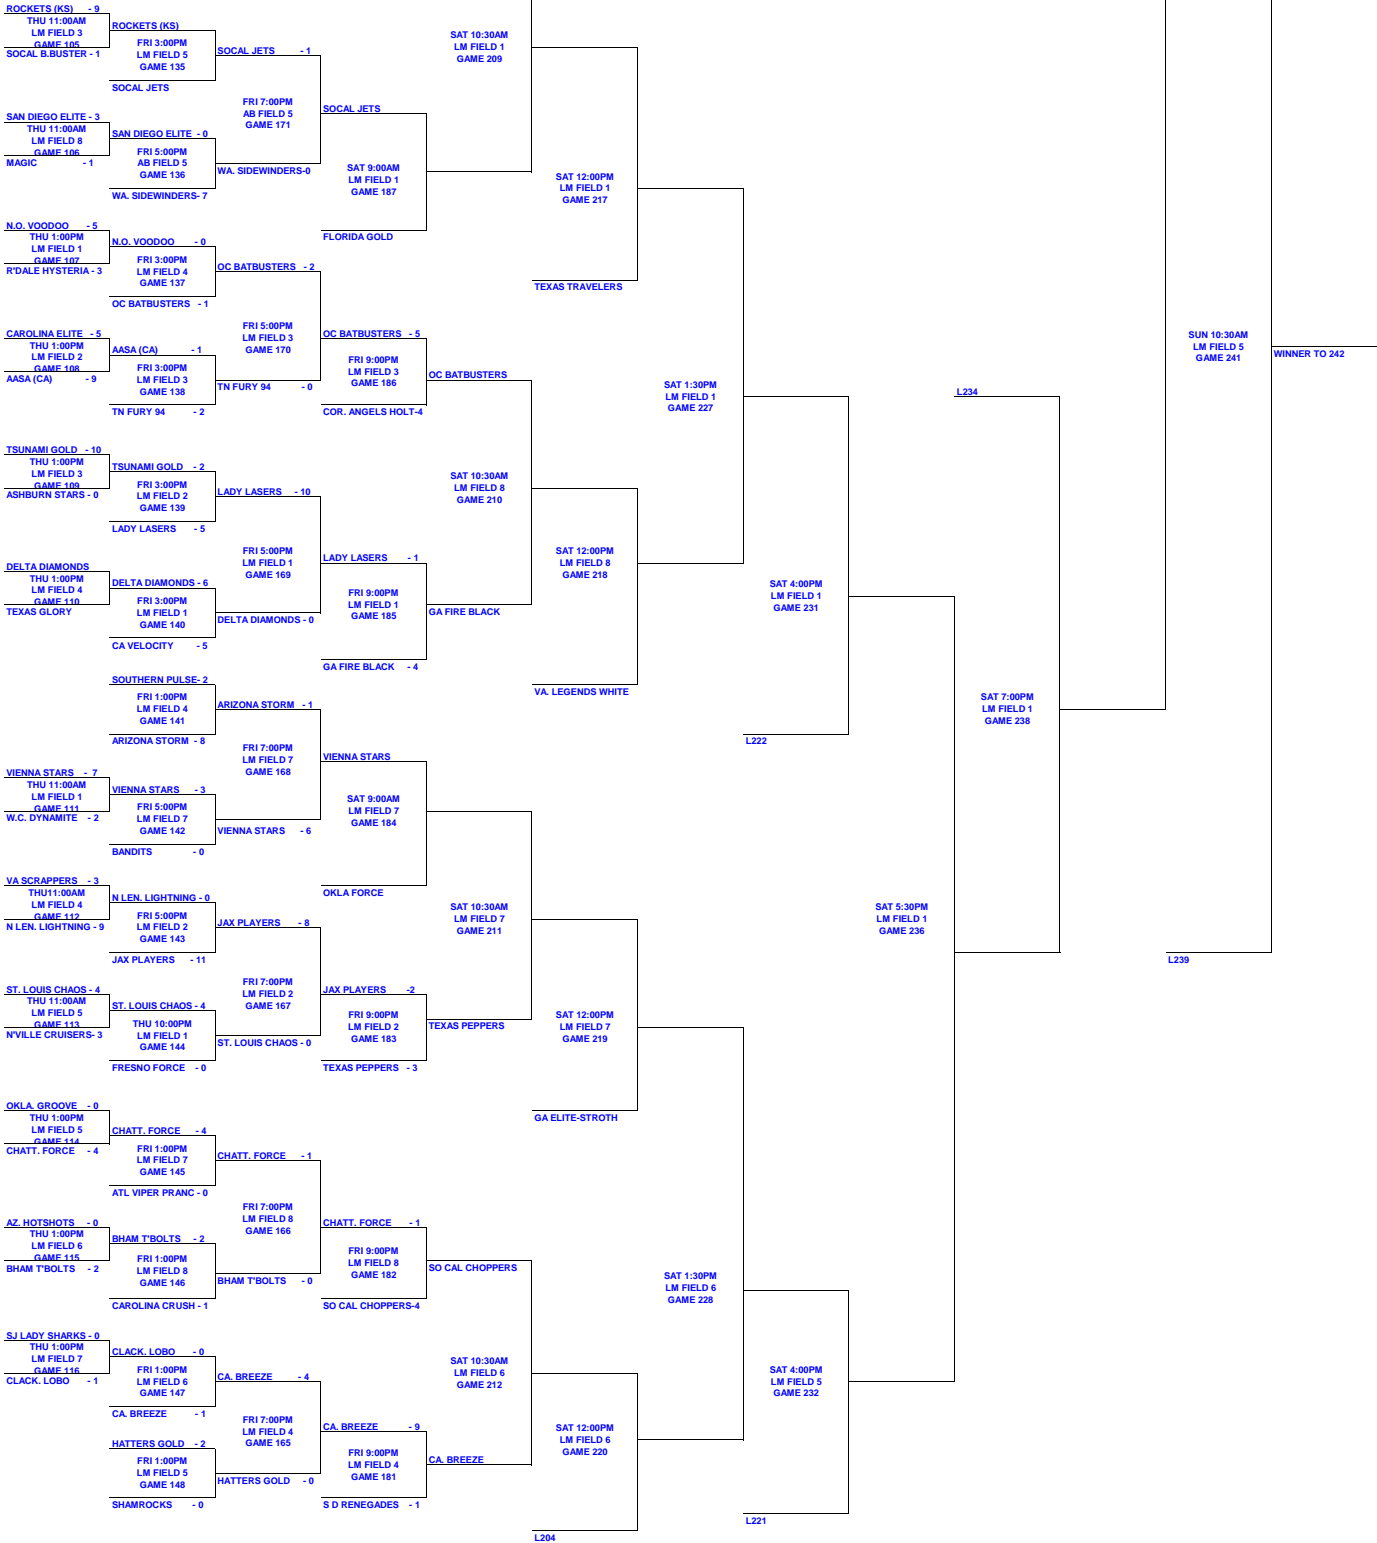 ROCKETS (KS) - 9
THU 11:00AM
LM FIELD 3
GAME 105
SOCAL B.BUSTER - 1
ROCKETS (KS)
FRI 3:00PM
LM FIELD 5
GAME 135
SOCAL JETS
SOCAL JETS - 1
FRI 7:00PM
AB FIELD 5
GAME 171
WA. SIDEWINDERS-0
SAN DIEGO ELITE - 3
THU 11:00AM
LM FIELD 8
GAME 106
MAGIC - 1
SAN DIEGO ELITE - 0
FRI 5:00PM
AB FIELD 5
GAME 136
WA. SIDEWINDERS- 7
SOCAL JETS
SAT 9:00AM
LM FIELD 1
GAME 187
FLORIDA GOLD
SAT 10:30AM
LM FIELD 1
GAME 209
SAT 12:00PM
LM FIELD 1
GAME 217
TEXAS TRAVELERS
N.O. VOODOO - 5
THU 1:00PM
LM FIELD 1
GAME 107
R'DALE HYSTERIA - 3
N.O. VOODOO - 0
FRI 3:00PM
LM FIELD 4
GAME 137
OC BATBUSTERS - 1
OC BATBUSTERS - 2
FRI 5:00PM
LM FIELD 3
GAME 170
TN FURY 94 - 0
CAROLINA ELITE - 5
THU 1:00PM
LM FIELD 2
GAME 108
AASA (CA) - 9
AASA (CA) - 1
FRI 3:00PM
LM FIELD 3
GAME 138
TN FURY 94 - 2
OC BATBUSTERS - 5
FRI 9:00PM
LM FIELD 3
GAME 186
COR. ANGELS HOLT-4
OC BATBUSTERS
SAT 10:30AM
LM FIELD 8
GAME 210
GA FIRE BLACK
SAT 1:30PM
LM FIELD 1
GAME 227
TSUNAMI GOLD - 10
THU 1:00PM
LM FIELD 3
GAME 109
ASHBURN STARS - 0
TSUNAMI GOLD - 2
FRI 3:00PM
LM FIELD 2
GAME 139
LADY LASERS - 5
LADY LASERS - 10
FRI 5:00PM
LM FIELD 1
GAME 169
DELTA DIAMONDS - 0
DELTA DIAMONDS
THU 1:00PM
LM FIELD 4
GAME 110
TEXAS GLORY
DELTA DIAMONDS - 6
FRI 3:00PM
LM FIELD 1
GAME 140
CA VELOCITY - 5
LADY LASERS - 1
FRI 9:00PM
LM FIELD 1
GAME 185
GA FIRE BLACK - 4
SAT 12:00PM
LM FIELD 8
GAME 218
VA. LEGENDS WHITE
SAT 4:00PM
LM FIELD 1
GAME 231
L222
SOUTHERN PULSE- 2
FRI 1:00PM
LM FIELD 4
GAME 141
ARIZONA STORM - 8
ARIZONA STORM - 1
FRI 7:00PM
LM FIELD 7
GAME 168
VIENNA STARS - 6
VIENNA STARS - 7
THU 11:00AM
LM FIELD 1
GAME 111
W.C. DYNAMITE - 2
VIENNA STARS - 3
FRI 5:00PM
LM FIELD 7
GAME 142
BANDITS - 0
VIENNA STARS
SAT 9:00AM
LM FIELD 7
GAME 184
OKLA FORCE
VA SCRAPPERS - 3
THU11:00AM
LM FIELD 4
GAME 112
N LEN. LIGHTNING - 9
N LEN. LIGHTNING - 0
FRI 5:00PM
LM FIELD 2
GAME 143
JAX PLAYERS - 11
JAX PLAYERS - 8
FRI 7:00PM
LM FIELD 2
GAME 167
ST. LOUIS CHAOS - 0
ST. LOUIS CHAOS - 4
THU 11:00AM
LM FIELD 5
GAME 113
N'VILLE CRUISERS- 3
ST. LOUIS CHAOS - 4
THU 10:00PM
LM FIELD 1
GAME 144
FRESNO FORCE - 0
JAX PLAYERS -2
FRI 9:00PM
LM FIELD 2
GAME 183
TEXAS PEPPERS - 3
SAT 10:30AM
LM FIELD 7
GAME 211
TEXAS PEPPERS
SAT 12:00PM
LM FIELD 7
GAME 219
GA ELITE-STROTH
OKLA. GROOVE - 0
THU 1:00PM
LM FIELD 5
GAME 114
CHATT. FORCE - 4
CHATT. FORCE - 4
FRI 1:00PM
LM FIELD 7
GAME 145
ATL VIPER PRANC - 0
CHATT. FORCE - 1
FRI 7:00PM
LM FIELD 8
GAME 166
BHAM T'BOLTS - 0
AZ. HOTSHOTS - 0
THU 1:00PM
LM FIELD 6
GAME 115
BHAM T'BOLTS - 2
BHAM T'BOLTS - 2
FRI 1:00PM
LM FIELD 8
GAME 146
CAROLINA CRUSH - 1
CHATT. FORCE - 1
FRI 9:00PM
LM FIELD 8
GAME 182
SO CAL CHOPPERS-4
SO CAL CHOPPERS
SAT 10:30AM
LM FIELD 6
GAME 212
CA. BREEZE
SAT 1:30PM
LM FIELD 6
GAME 228
SJ LADY SHARKS - 0
THU 1:00PM
LM FIELD 7
GAME 116
CLACK. LOBO - 1
CLACK. LOBO - 0
FRI 1:00PM
LM FIELD 6
GAME 147
CA. BREEZE - 1
CA. BREEZE - 4
FRI 7:00PM
LM FIELD 4
GAME 165
HATTERS GOLD - 0
HATTERS GOLD - 2
FRI 1:00PM
LM FIELD 5
GAME 148
SHAMROCKS - 0
CA. BREEZE - 9
FRI 9:00PM
LM FIELD 4
GAME 181
S D RENEGADES - 1
SAT 12:00PM
LM FIELD 6
GAME 220
L204
SAT 4:00PM
LM FIELD 5
GAME 232
L221
SAT 5:30PM
LM FIELD 1
GAME 236
L234
SAT 7:00PM
LM FIELD 1
GAME 238
SUN 10:30AM
LM FIELD 5
GAME 241
L239
WINNER TO 242